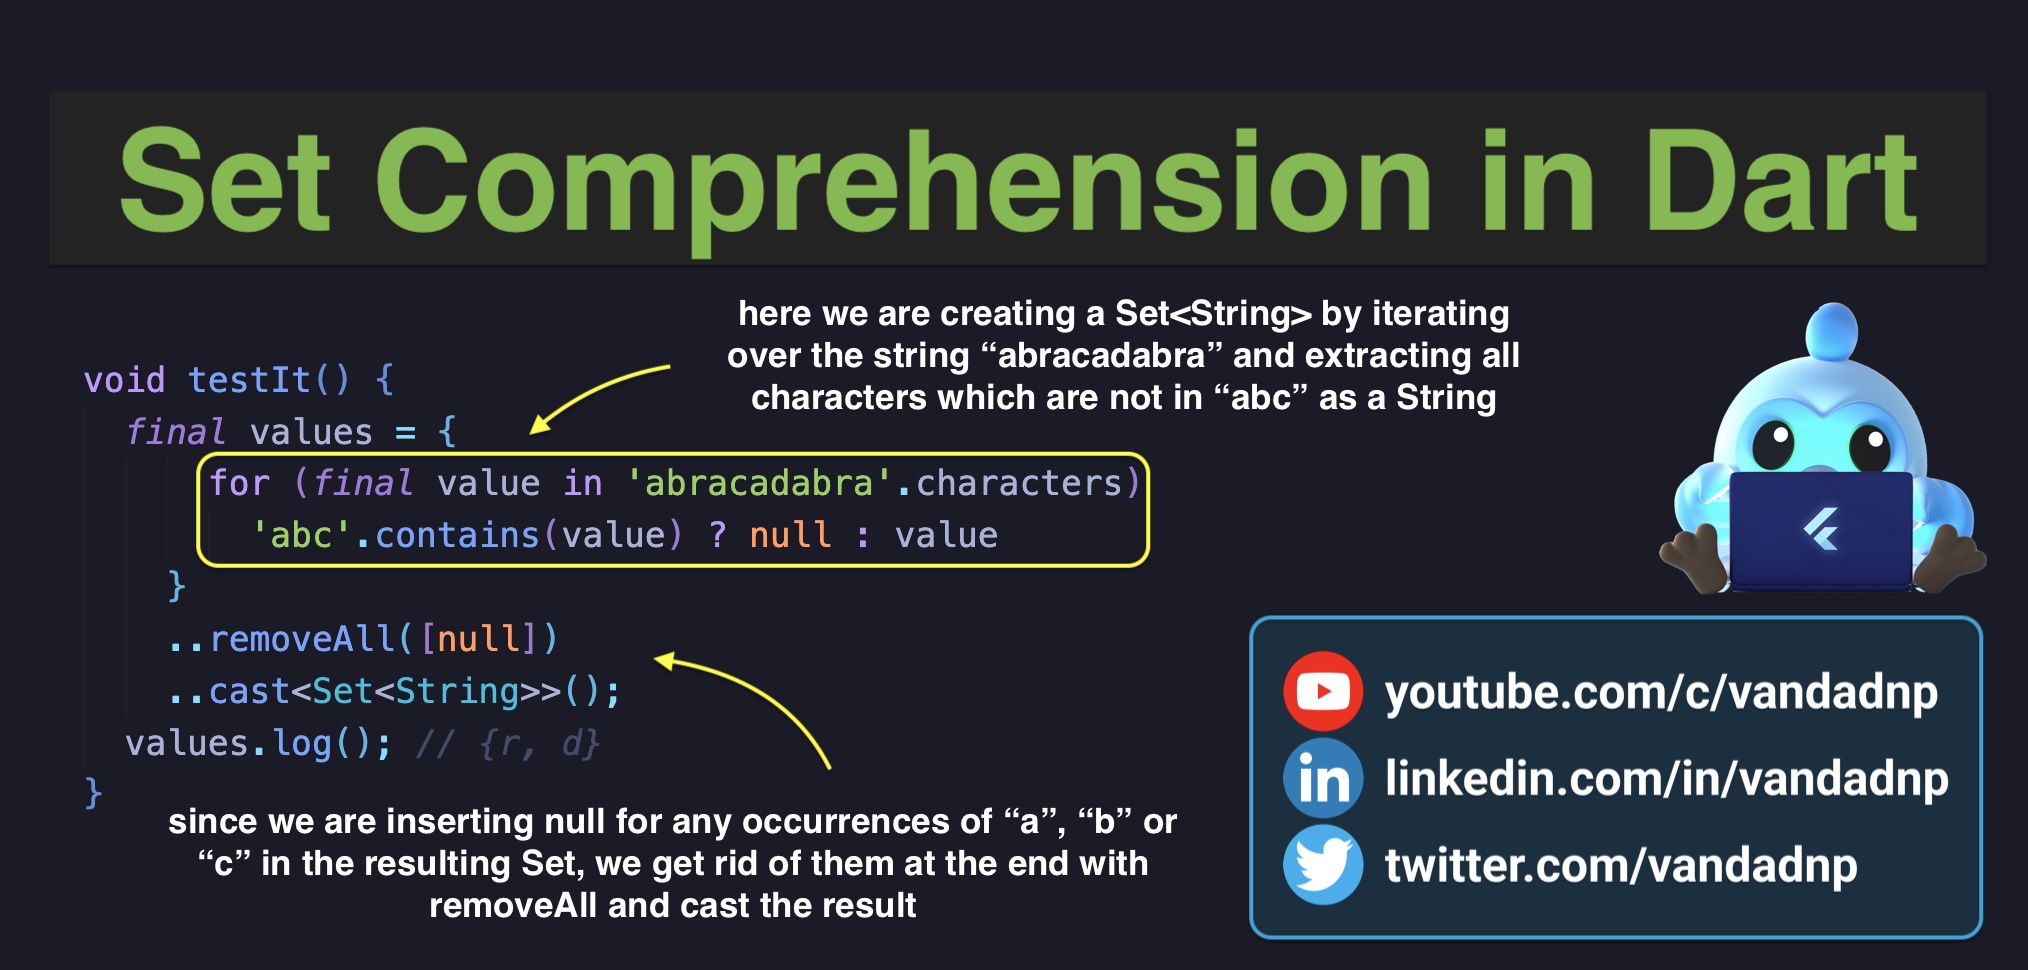 Set Comprehension in Dart
here we are creating a Set<String> by iterating
over the string “abracadabra” and extracting all
characters which are not in “abc” as a String
void testIt() {
  final values = {
      for (final value in 'abracadabra'.characters)
        'abc'.contains(value) ? null : value
    }
    ..removeAll([null])
    ..cast<Set<String>>();
  values.log(); // {r, d}
}
since we are inserting null for any occurrences of “a”, “b” or
“c” in the resulting Set, we get rid of them at the end with
removeAll and cast the result
youtube.com/c/vandadnp
in linkedin.com/in/vandadnp
twitter.com/vandadnp